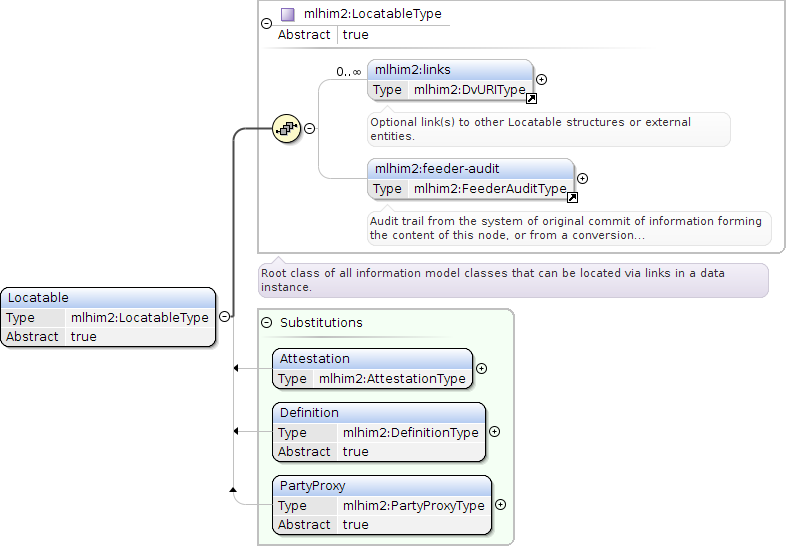 mlhim2:LocatableType
Abstract true
0..∞
mlhim2:links
Type mlhim2:DvURIType
Optional link(s) to other Locatable structures or external
entities.
mlhim2:feeder-audit
Type mlhim2:FeederAuditType
Audit trail from the system of original commit of information forming
the content of this node, or from a conversion...
Root class of all information model classes that can be located via links in a data
instance.
Locatable
Type mlhim2:LocatableType
Abstract true
Substitutions
Attestation
Type mlhim2:AttestationType
Definition
Type mlhim2:DefinitionType
Abstract true
PartyProxy
Type mlhim2:PartyProxyType
Abstract true